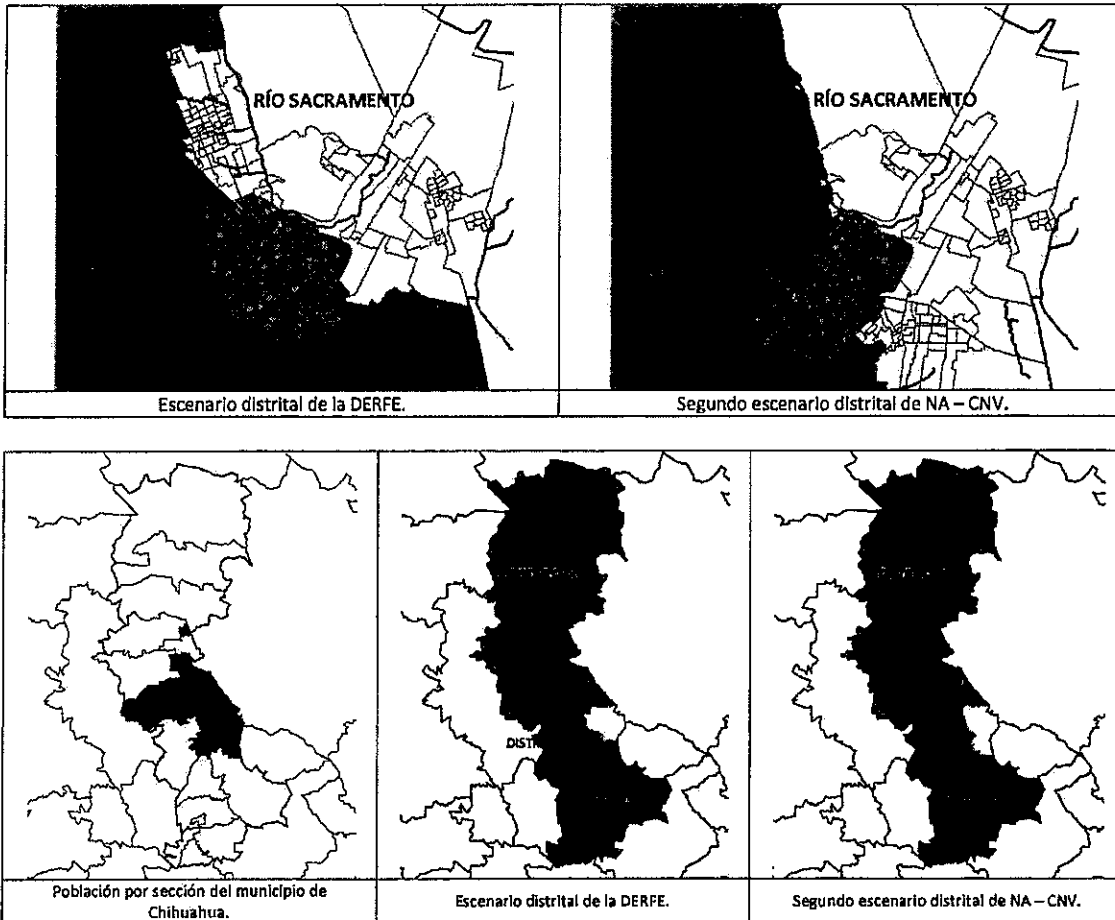 RÍO SACRAMENTO
RÍO SACRAMENTO
Escenario distrital de la DERFE.
Segundo escenario distrital de NA – CNV.
Población por sección del municipio de
Chihuahua.
Escenario distrital de la DERFE.
Segundo escenario distrital de NA – CNV.